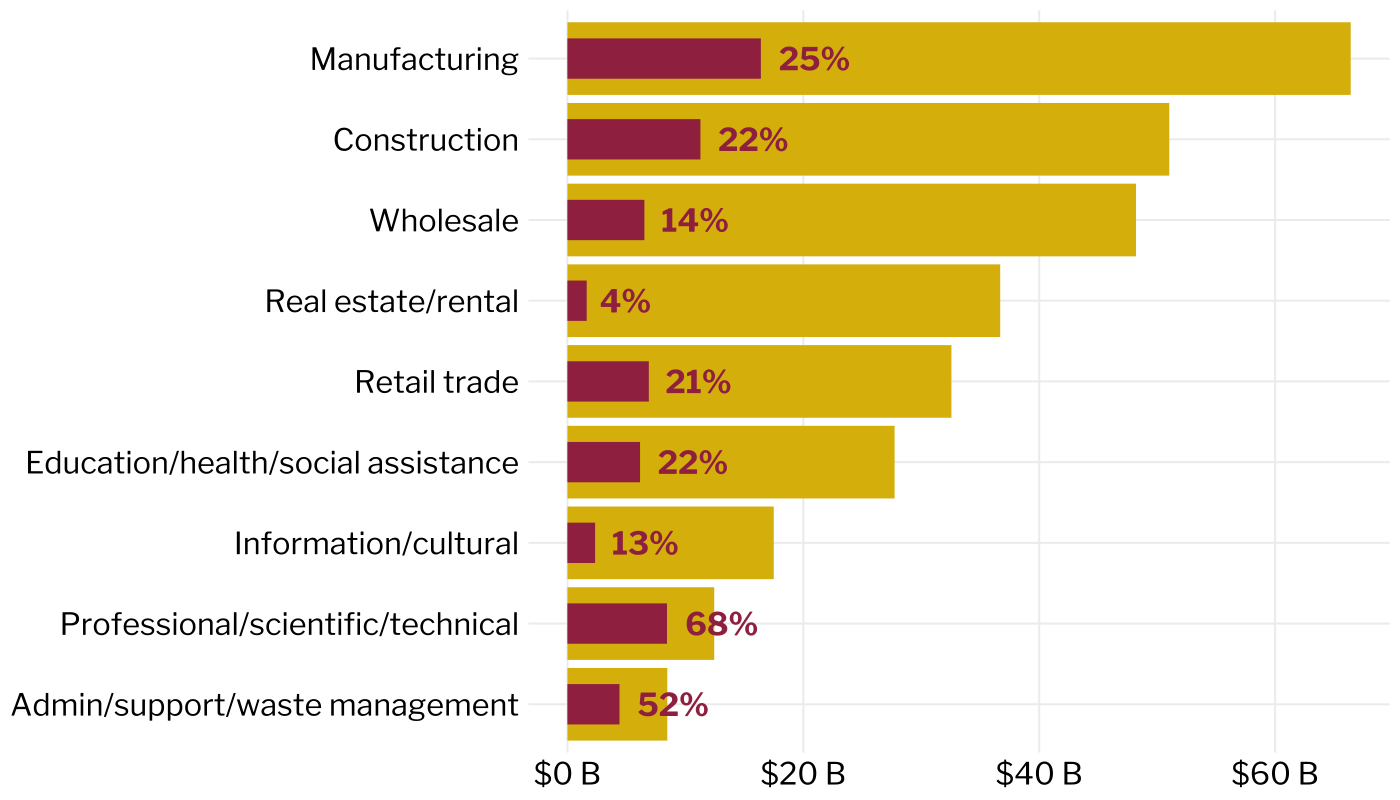 Manufacturing 25%
Construction 22%
Wholesale 14%
Real estate/rental 4%
Retail trade 21%
Education/health/social assistance 22%
Information/cultural 13%
Professional/scientific/technical 68%
Admin/support/waste management 52%
$0 B $20 B $40 B $60 B